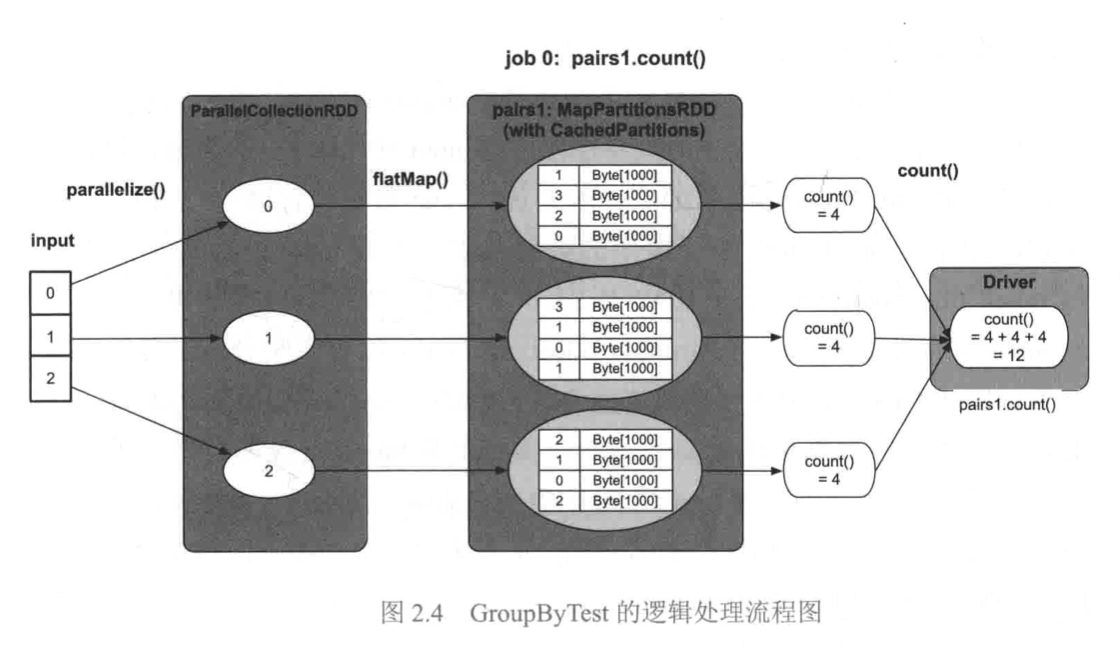 job 0: pairs1.count()
ParallelCollectionRDD
pairs1: MapPartitionsRDD
(with CachedPartitions)
parallelize()
flatMap()
count()
input
0
1
2
0
1
2
1 Byte[1000]
3 Byte[1000]
2 Byte[1000]
0 Byte[1000]
3 Byte[1000]
1 Byte[1000]
0 Byte[1000]
1 Byte[1000]
2 Byte[1000]
1 Byte[1000]
0 Byte[1000]
2 Byte[1000]
count()
= 4
count()
= 4
count()
= 4
Driver
count()
= 4 + 4 + 4
= 12
pairs1.count()
图 2.4 GroupByTest 的逻辑处理流程图